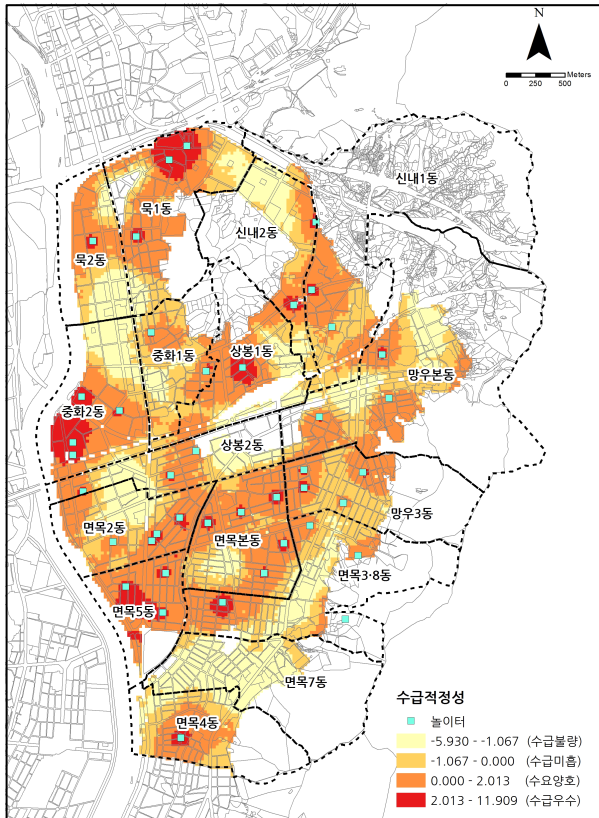 N
0 250 500 Meters
신내1동
묵1동
신내2동
묵2동
중화1동
상봉1동
망우본동
중화2동
상봉2동
망우3동
면목2동
면목본동
면목3·8동
면목5동
면목7동
면목4동
수급적정성
놀이터
-5.930 - -1.067 (수급불량)
-1.067 - 0.000 (수급미흡)
0.000 - 2.013 (수요양호)
2.013 - 11.909 (수급우수)